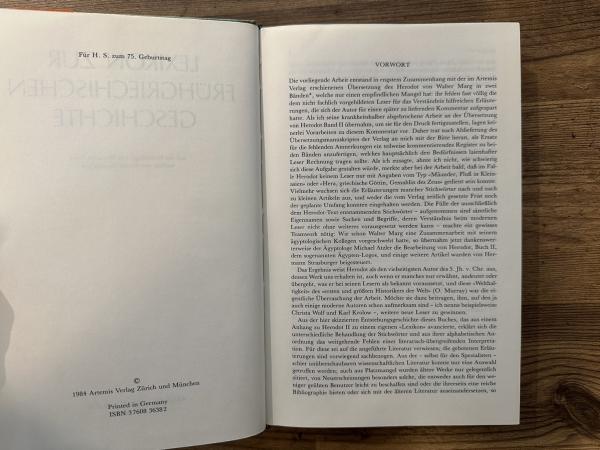 Für H. S. zum 75. Geburtstag
LEXIKON ZUR
FRÜHGRIECHISCHEN
GESCHICHTE
©
1984 Artemis Verlag Zürich und München
Printed in Germany
ISBN 3 7608 3638 2
VORWORT
Die vorliegende Arbeit entstand in engstem Zusammenhang mit der im Artemis
Verlag erschienenen Übersetzung des Herodot von Walter Marg in zwei
Bänden*, welche nur einen empfindlichen Mangel hat: ihr fehlen fast völlig die
dem nicht fachlich vorgebildeten Leser für das Verständnis hilfreichen Erläute-
rungen, die sich der Autor für einen später zu liefernden Kommentar aufgespart
hatte. Als ich seine krankheitshalber abgebrochene Arbeit an der Übersetzung
von Herodot Band II übernahm, um sie für den Druck fertigzustellen, lagen keiner-
lei Vorarbeiten zu diesem Kommentar vor. Daher trat nach Ablieferung des
Übersetzungsmanuskriptes der Verlag an mich mit der Bitte heran, als Ersatz
für die fehlenden Anmerkungen ein teilweise kommentierendes Register zu bei-
den Bänden anzufertigen, welches hauptsächlich den Bedürfnissen laienhafter
Leser Rechnung tragen sollte. Als ich zusagte, ahnte ich nicht, wie schwierig
sich diese Aufgabe gestalten würde, merkte aber bei der Arbeit bald, daß im Fal-
le Herodot keinem Leser nur mit Angaben vom Typ «Mäander, Fluß in Kleinas-
ien» oder «Hera, griechische Göttin, Gemahlin des Zeus» gedient sein konnte.
Vielmehr wuchsen sich die Erläuterungen mancher Stichwörter nach und nach
zu kleinen Artikeln aus, und weder die vom Verlag zeitlich gesetzte Frist noch
der geplante Umfang konnten eingehalten werden. Die Fülle der ausschließlich
dem Herodot-Text entstammenden Stichwörter – aufgenommen sind sämtliche
Eigennamen sowie Sachen und Begriffe, deren Verständnis beim modernen
Leser nicht ohne weiteres vorausgesetzt werden kann – machte ein gewisses
Teamwork nötig: Wie schon Walter Marg eine Zusammenarbeit mit seinem
ägyptologischen Kollegen vorgeschwebt hatte, so übernahm jetzt dankenswer-
terweise der Ägyptologe Michael Atzler die Bearbeitung von Herodot, Buch II,
dem sogenannten Ägypten-Logos, und einige weitere Artikel wurden von Her-
mann Strasburger beigesteuert.
Das Ergebnis weist Herodot als den vielseitigsten Autor des 5. Jh. v. Chr. aus,
dessen Werk uns erhalten ist, auch wenn er manches nur erwähnt, andeutet oder
übergeht, was er bei seinen Lesern als bekannt voraussetzt, und diese «Welthal-
tigkeit» des «ersten und größten Historikers der Welt» (O. Murray) war die ei-
gentliche Überraschung der Arbeit. Möchte sie dazu beitragen, ihm, auf den ja
auch einige moderne Autoren schon aufmerksam sind – ich nenne beispielsweise
Christa Wolf und Karl Krolow –, weitere neue Leser zu gewinnen.
Aus der hier skizzierten Entstehungsgeschichte dieses Buches, das aus einem
Anhang zu Herodot II zu einem eigenen «Lexikon» avancierte, erklärt sich die
unterschiedliche Behandlung der Stichwörter und aus ihrer alphabetischen An-
ordnung das weitgehende Fehlen einer literarisch-übergreifenden Interpreta-
tion. Für diese sei auf die angeführte Literatur verwiesen; die gebotenen Erläu-
terungen sind vorwiegend sachbezogen. Aus der – selbst für den Spezialisten –
schier unüberschaubaren wissenschaftlichen Literatur konnte nur eine Auswahl
getroffen werden; auch aus Platzmangel wurden ältere Werke nur gelegentlich
zitiert, von Neuerscheinungen besonders solche, die entweder auch für den we-
niger geübten Benutzer leicht zu beschaffen sind oder die ihrerseits eine reiche
Bibliographie bieten oder sich mit der älteren Literatur auseinandersetzen, so